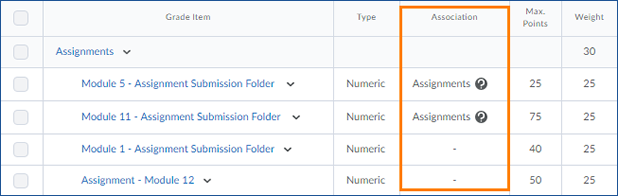 Grade Item Type Association Max. Points Weight
Assignments 30
Module 5 - Assignment Submission Folder Numeric Assignments ? 25 25
Module 11 - Assignment Submission Folder Numeric Assignments ? 75 25
Module 1 - Assignment Submission Folder Numeric - 40 25
Assignment - Module 12 Numeric - 50 25